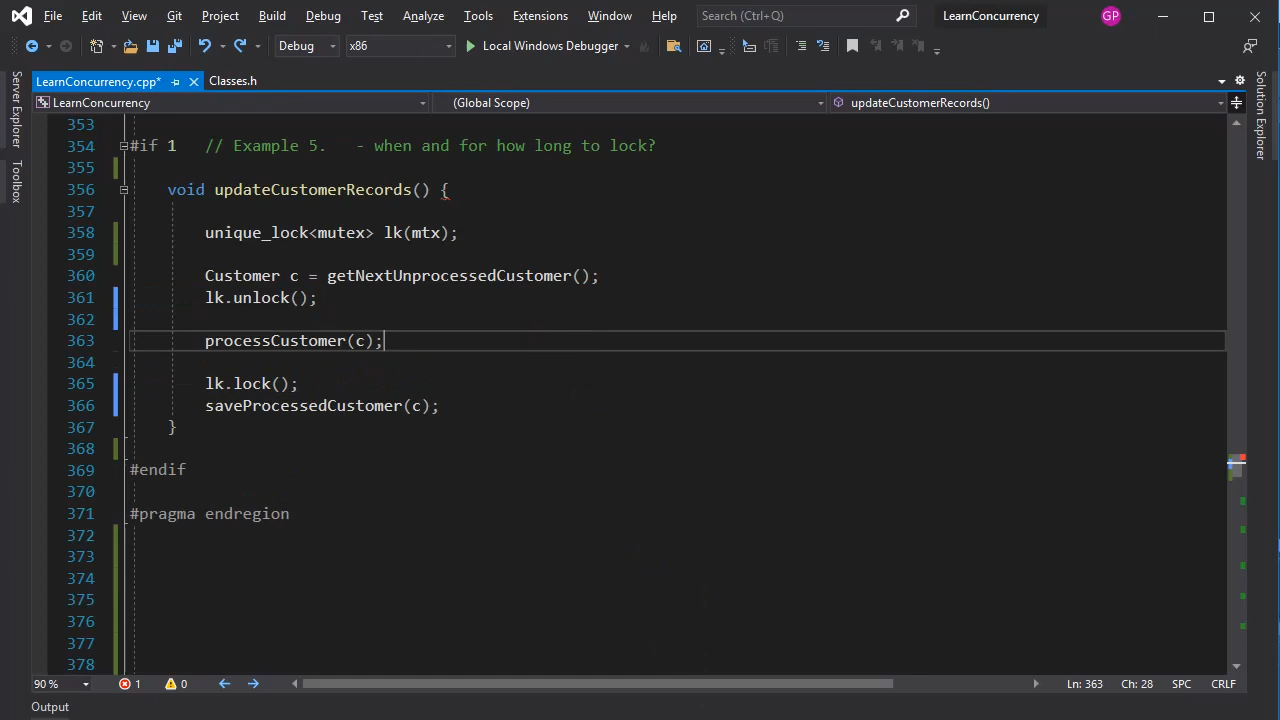 File Edit View Git Project Build Debug Test Analyze Tools Extensions Window Help Search (Ctrl+Q) LearnConcurrency GP
Debug x86 Local Windows Debugger
LearnConcurrency.cpp* Classes.h
LearnConcurrency (Global Scope) updateCustomerRecords()
Server Explorer
Toolbox
Solution Explorer
353
354 #if 1 // Example 5. - when and for how long to lock?
355
356 void updateCustomerRecords() {
357
358 unique_lock<mutex> lk(mtx);
359
360 Customer c = getNextUnprocessedCustomer();
361 lk.unlock();
362
363 processCustomer(c);
364
365 lk.lock();
366 saveProcessedCustomer(c);
367 }
368
369 #endif
370
371 #pragma endregion
372
373
374
375
376
377
378
90 % 1 0 Ln: 363 Ch: 28 SPC CRLF
Output